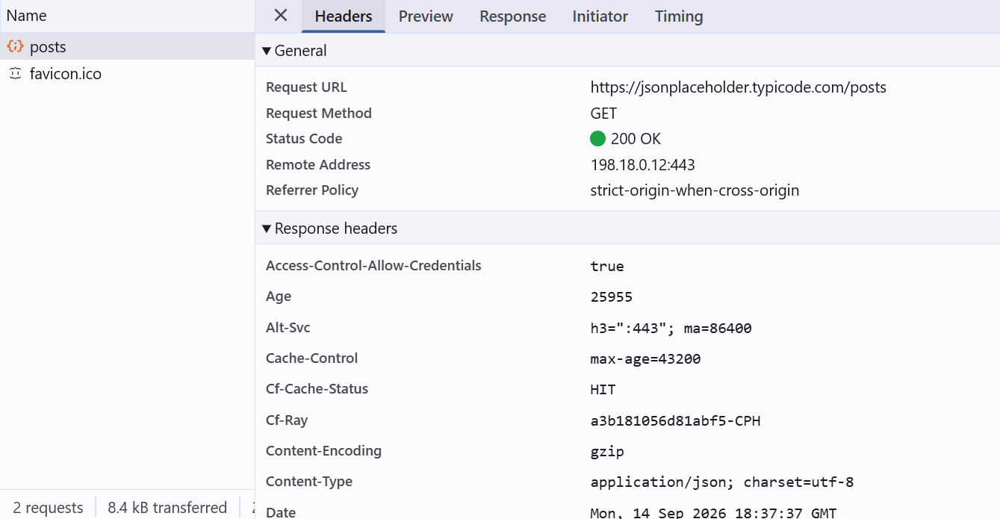 Name
posts
favicon.ico
2 requests 8.4 kB transferred
Headers Preview Response Initiator Timing
General
Request URL https://jsonplaceholder.typicode.com/posts
Request Method GET
Status Code 200 OK
Remote Address 198.18.0.12:443
Referrer Policy strict-origin-when-cross-origin
Response headers
Access-Control-Allow-Credentials true
Age 25955
Alt-Svc h3=":443"; ma=86400
Cache-Control max-age=43200
Cf-Cache-Status HIT
Cf-Ray a3b181056d81abf5-CPH
Content-Encoding gzip
Content-Type application/json; charset=utf-8
Date Mon, 14 Sep 2026 18:37:37 GMT